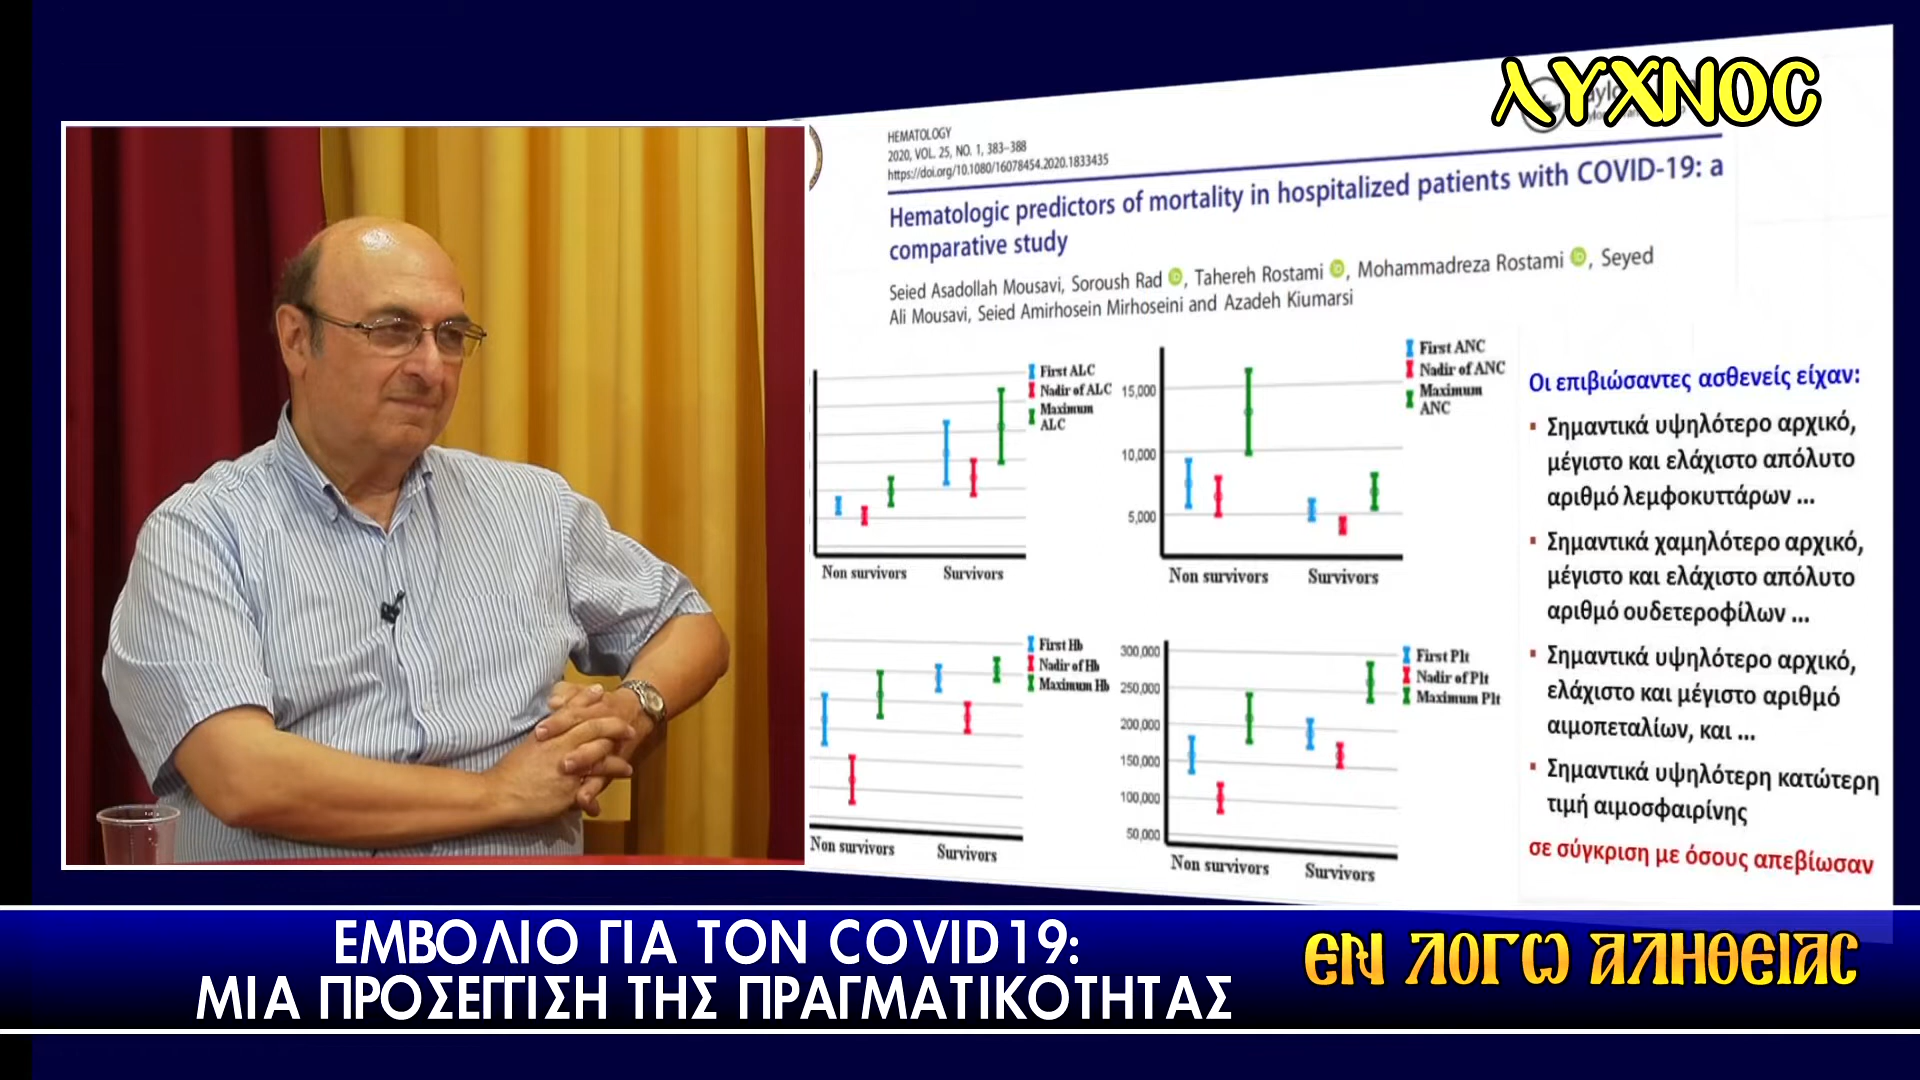 ΛΥΧΝΟC
HEMATOLOGY
2020, VOL. 25, NO. 1, 383–388
https://doi.org/10.1080/16078454.2020.1833435
Hematologic predictors of mortality in hospitalized patients with COVID-19: a
comparative study
Seied Asadollah Mousavi, Soroush Rad, Tahereh Rostami, Mohammadreza Rostami, Seyed
Ali Mousavi, Seied Amirhosein Mirhoseini and Azadeh Kiumarsi
First ALC
Nadir of ALC
Maximum
ALC
Non survivors Survivors
First ANC
Nadir of ANC
Maximum
ANC
15,000
10,000
5,000
Non survivors Survivors
First Hb
Nadir of Hb
Maximum Hb
Non survivors Survivors
First Plt
Nadir of Plt
Maximum Plt
300,000
250,000
200,000
150,000
100,000
50,000
Non survivors Survivors
Οι επιβιώσαντες ασθενείς είχαν:
▪ Σημαντικά υψηλότερο αρχικό,
μέγιστο και ελάχιστο απόλυτο
αριθμό λεμφοκυττάρων ...
▪ Σημαντικά χαμηλότερο αρχικό,
μέγιστο και ελάχιστο απόλυτο
αριθμό ουδετεροφίλων ...
▪ Σημαντικά υψηλότερο αρχικό,
ελάχιστο και μέγιστο αριθμό
αιμοπεταλίων, και ...
▪ Σημαντικά υψηλότερη κατώτερη
τιμή αιμοσφαιρίνης
σε σύγκριση με όσους απεβίωσαν
ΕΜΒΟΛΙΟ ΓΙΑ ΤΟΝ COVID19:
ΜΙΑ ΠΡΟΣΕΓΓΙΣΗ ΤΗΣ ΠΡΑΓΜΑΤΙΚΟΤΗΤΑΣ
ΕΝ ΛΟΓΩ ΑΛΗΘΕΙΑC